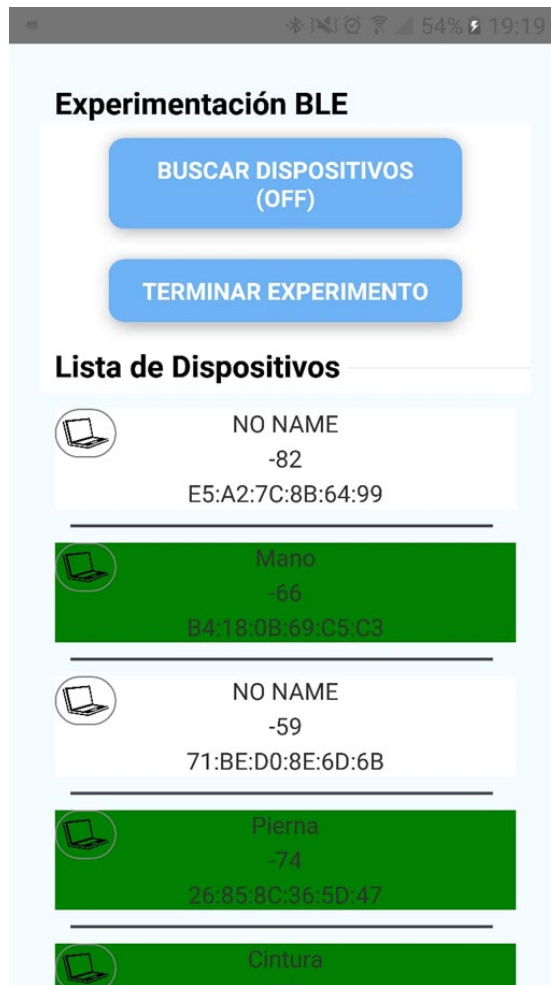 54% 19:19
Experimentación BLE
BUSCAR DISPOSITIVOS
(OFF)
TERMINAR EXPERIMENTO
Lista de Dispositivos
NO NAME
-82
E5:A2:7C:8B:64:99
Mano
-66
B4:18:0B:69:C5:C3
NO NAME
-59
71:BE:D0:8E:6D:6B
Pierna
-74
26:85:8C:36:5D:47
Cintura